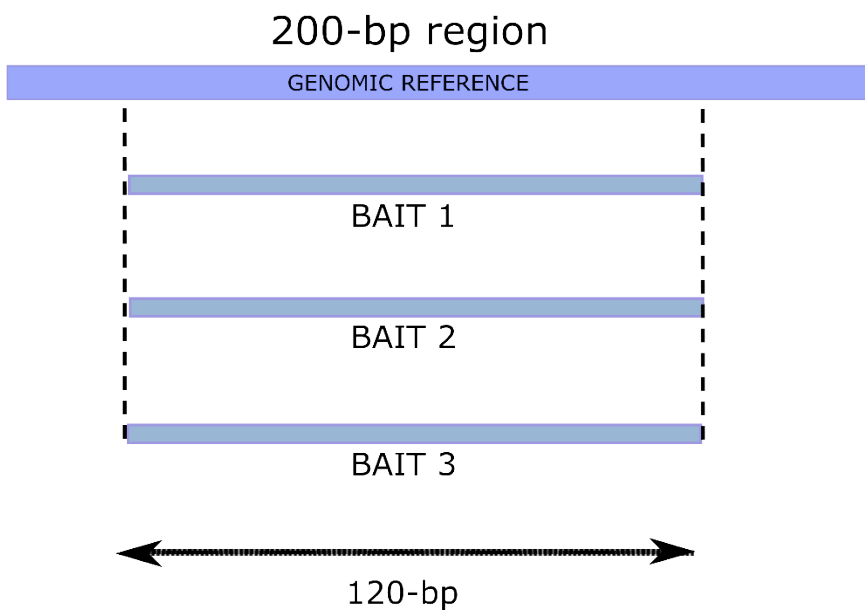 200-bp region
GENOMIC REFERENCE
BAIT 1
BAIT 2
BAIT 3
120-bp